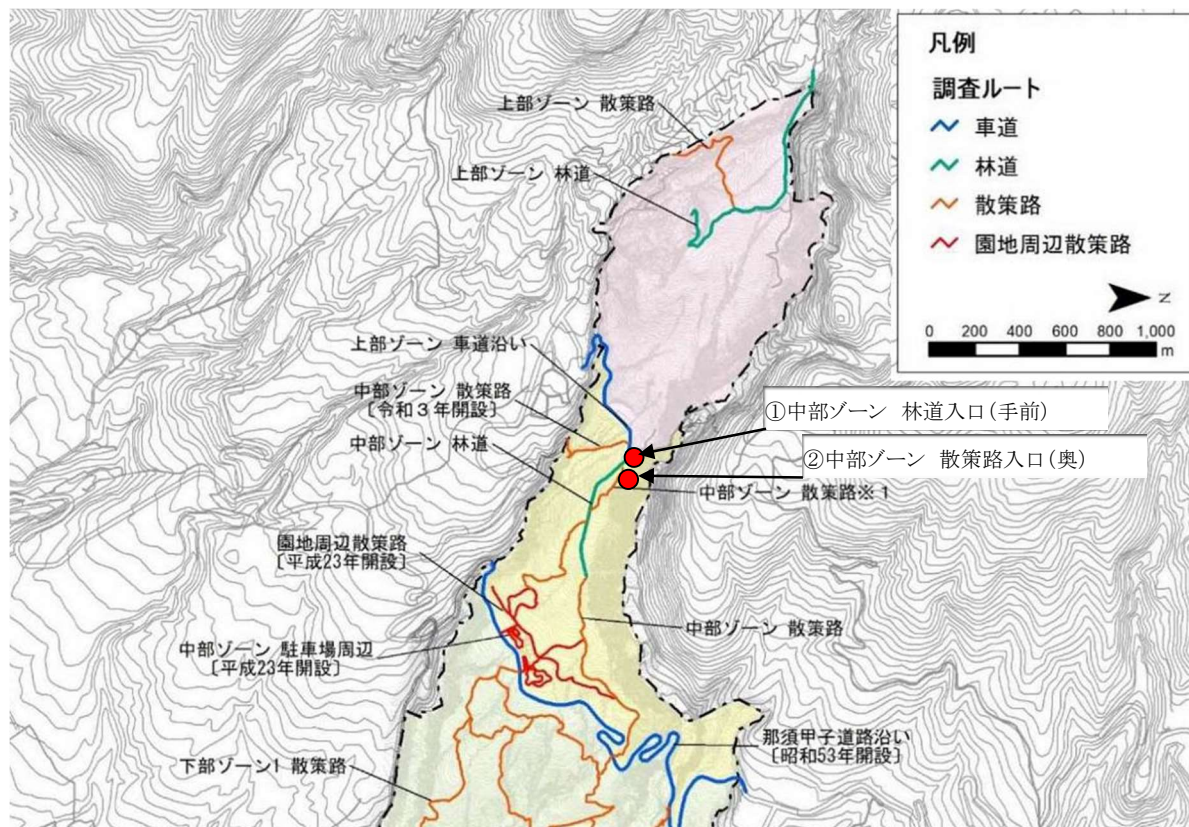 凡例
調査ルート
車道
林道
散策路
園地周辺散策路
N
0 200 400 600 800 1,000
m
上部ゾーン 散策路
上部ゾーン 林道
上部ゾーン 車道沿い
中部ゾーン 散策路
〔令和3年開設〕
中部ゾーン 林道
①中部ゾーン 林道入口(手前)
②中部ゾーン 散策路入口(奥)
中部ゾーン 散策路※1
園地周辺散策路
〔平成23年開設〕
中部ゾーン 散策路
中部ゾーン 駐車場周辺
〔平成23年開設〕
那須甲子道路沿い
〔昭和53年開設〕
下部ゾーン1 散策路